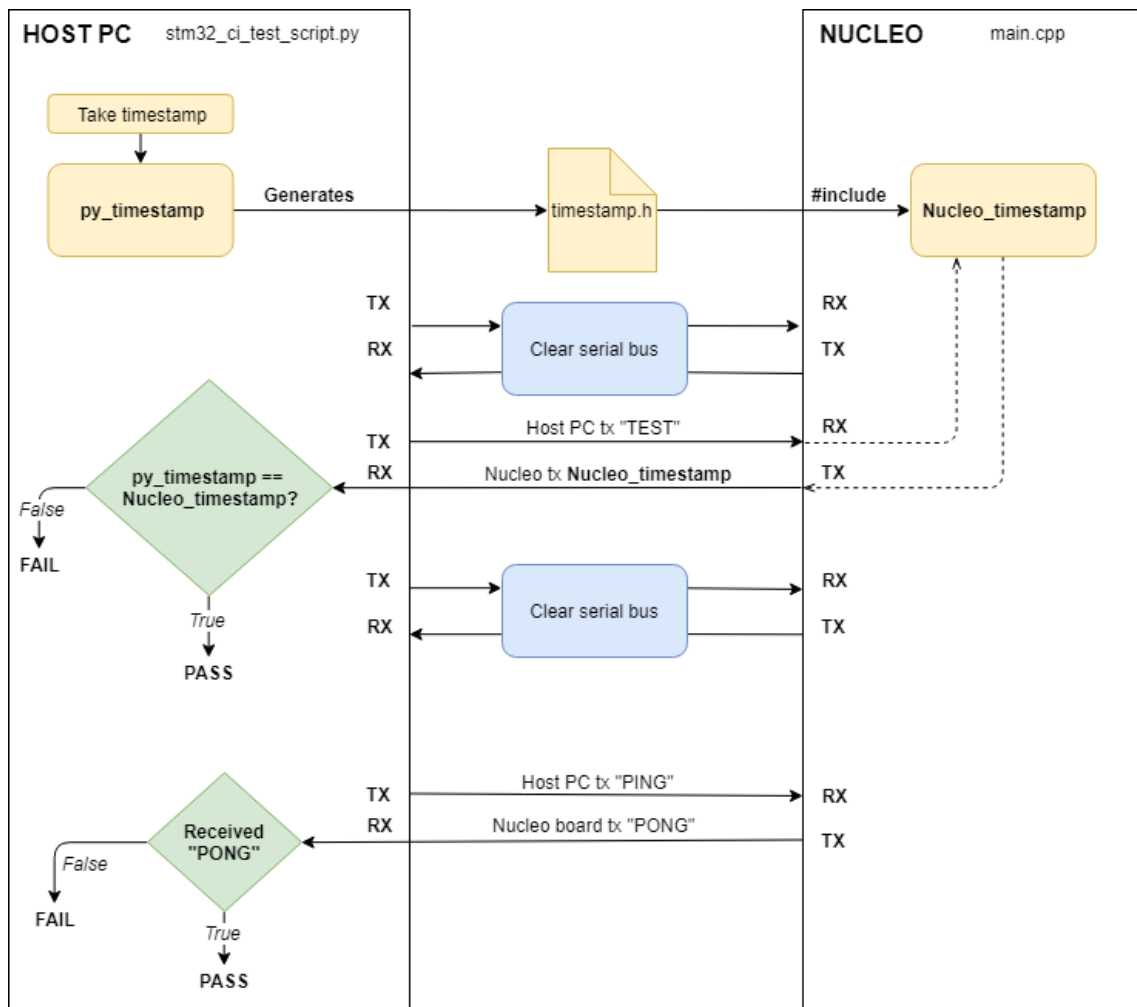 HOST PC stm32_ci_test_script.py
NUCLEO main.cpp
Take timestamp
py_timestamp
Generates
timestamp.h
#include
Nucleo_timestamp
TX
RX
Clear serial bus
RX
TX
TX
Host PC tx "TEST"
RX
RX
Nucleo tx Nucleo_timestamp
TX
py_timestamp ==
Nucleo_timestamp?
False
FAIL
True
PASS
TX
RX
Clear serial bus
RX
TX
TX
Host PC tx "PING"
RX
RX
Nucleo board tx "PONG"
TX
Received
"PONG"
False
FAIL
True
PASS